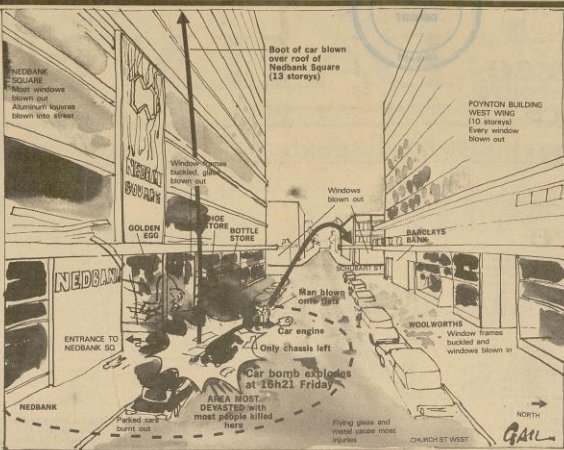 Boot of car blown
over roof of
Nedbank Square
(13 storeys)
NEDBANK
SQUARE
Most windows
blown out
Aluminum louvres
blown into street
POYNTON BUILDING
WEST WING
(10 storeys)
Every window
blown out
Window frames
buckled, glass
blown out
NEDBANK
SQUARE
Windows
blown out
GOLDEN
EGG
SHOE
STORE
BOTTLE
STORE
BARCLAYS
BANK
SCHUBART ST
NEDBANK
Man blown
onto flats
Car engine
Only chassis left
WOOLWORTHS
Window frames
buckled and
windows blown in
ENTRANCE TO
NEDBANK SQ
Car bomb explodes
at 16h21 Friday
AREA MOST
DEVASTED with
most people killed
here
NEDBANK
Parked cars
burnt out
Flying glass and
metal cause most
injuries
CHURCH ST WEST
NORTH
GAIL